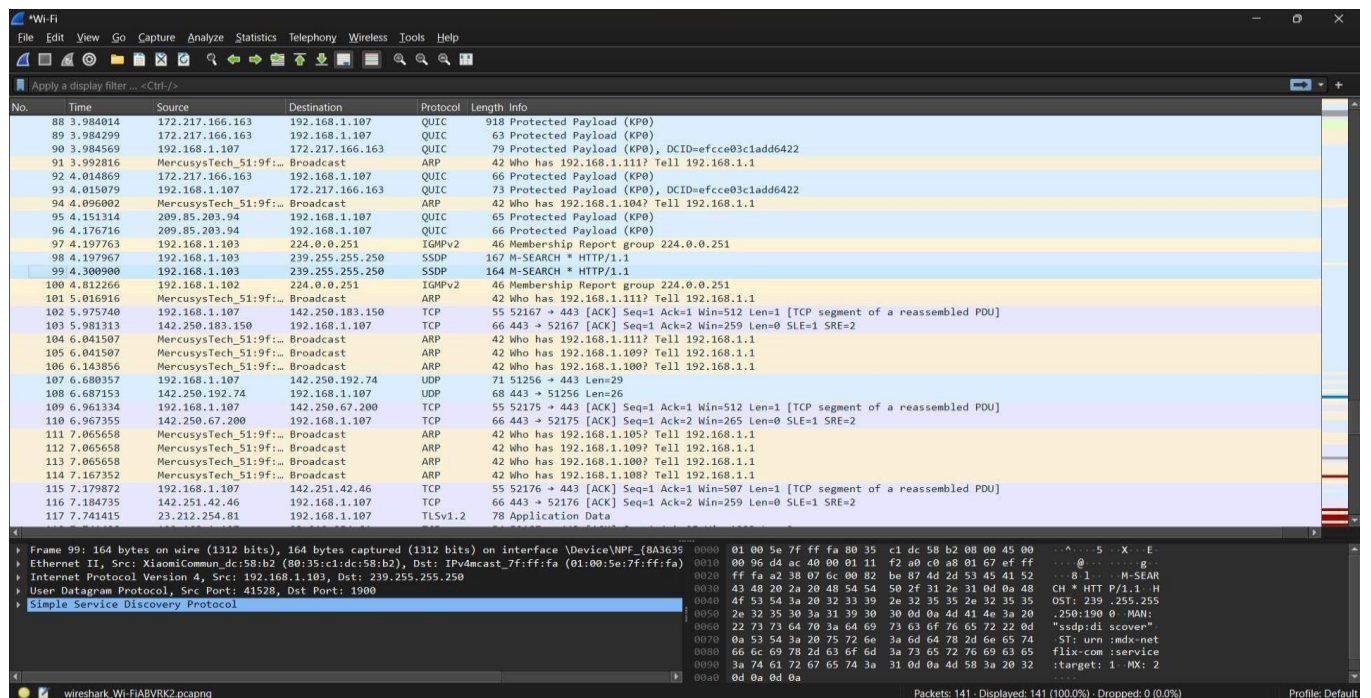 *Wi-Fi
File Edit View Go Capture Analyze Statistics Telephony Wireless Tools Help
Apply a display filter ... <Ctrl-/>
No. Time Source Destination Protocol Length Info
88 3.984014 172.217.166.163 192.168.1.107 QUIC 918 Protected Payload (KP0)
89 3.984299 172.217.166.163 192.168.1.107 QUIC 63 Protected Payload (KP0)
90 3.984569 192.168.1.107 172.217.166.163 QUIC 79 Protected Payload (KP0), DCID=efcce03c1add6422
91 3.992816 MercusysTech_51:9f:… Broadcast ARP 42 Who has 192.168.1.111? Tell 192.168.1.1
92 4.014869 172.217.166.163 192.168.1.107 QUIC 66 Protected Payload (KP0)
93 4.015079 192.168.1.107 172.217.166.163 QUIC 73 Protected Payload (KP0), DCID=efcce03c1add6422
94 4.096002 MercusysTech_51:9f:… Broadcast ARP 42 Who has 192.168.1.104? Tell 192.168.1.1
95 4.151314 209.85.203.94 192.168.1.107 QUIC 65 Protected Payload (KP0)
96 4.176716 209.85.203.94 192.168.1.107 QUIC 66 Protected Payload (KP0)
97 4.197763 192.168.1.103 224.0.0.251 IGMPv2 46 Membership Report group 224.0.0.251
98 4.197963 192.168.1.103 239.255.255.250 SSDP 167 M-SEARCH * HTTP/1.1
99 4.300900 192.168.1.103 239.255.255.250 SSDP 164 M-SEARCH * HTTP/1.1
100 4.812266 192.168.1.102 224.0.0.251 IGMPv2 46 Membership Report group 224.0.0.251
101 5.016916 MercusysTech_51:9f:… Broadcast ARP 42 Who has 192.168.1.111? Tell 192.168.1.1
102 5.975740 192.168.1.107 142.250.183.150 TCP 55 52167 → 443 [ACK] Seq=1 Ack=1 Win=512 Len=1 [TCP segment of a reassembled PDU]
103 5.981313 142.250.183.150 192.168.1.107 TCP 66 443 → 52167 [ACK] Seq=1 Ack=2 Win=259 Len=0 SLE=1 SRE=2
104 6.041507 MercusysTech_51:9f:… Broadcast ARP 42 Who has 192.168.1.111? Tell 192.168.1.1
105 6.041507 MercusysTech_51:9f:… Broadcast ARP 42 Who has 192.168.1.109? Tell 192.168.1.1
106 6.143856 MercusysTech_51:9f:… Broadcast ARP 42 Who has 192.168.1.100? Tell 192.168.1.1
107 6.680357 192.168.1.107 142.250.192.74 UDP 71 51256 → 443 Len=29
108 6.687153 142.250.192.74 192.168.1.107 UDP 68 443 → 51256 Len=26
109 6.961334 192.168.1.107 142.250.67.200 TCP 55 52175 → 443 [ACK] Seq=1 Ack=1 Win=512 Len=1 [TCP segment of a reassembled PDU]
110 6.967355 142.250.67.200 192.168.1.107 TCP 66 443 → 52175 [ACK] Seq=1 Ack=2 Win=265 Len=0 SLE=1 SRE=2
111 7.065658 MercusysTech_51:9f:… Broadcast ARP 42 Who has 192.168.1.105? Tell 192.168.1.1
112 7.065658 MercusysTech_51:9f:… Broadcast ARP 42 Who has 192.168.1.109? Tell 192.168.1.1
113 7.065658 MercusysTech_51:9f:… Broadcast ARP 42 Who has 192.168.1.100? Tell 192.168.1.1
114 7.167352 MercusysTech_51:9f:… Broadcast ARP 42 Who has 192.168.1.108? Tell 192.168.1.1
115 7.179872 192.168.1.107 142.251.42.46 TCP 55 52176 → 443 [ACK] Seq=1 Ack=1 Win=507 Len=1 [TCP segment of a reassembled PDU]
116 7.184735 142.251.42.46 192.168.1.107 TCP 66 443 → 52176 [ACK] Seq=1 Ack=2 Win=259 Len=0 SLE=1 SRE=2
117 7.741415 23.212.254.81 192.168.1.107 TLSv1.2 78 Application Data
Frame 99: 164 bytes on wire (1312 bits), 164 bytes captured (1312 bits) on interface \Device\NPF_{8A3639
Ethernet II, Src: XiaomiCommun_dc:58:b2 (80:35:c1:dc:58:b2), Dst: IPv4mcast_7f:ff:fa (01:00:5e:7f:ff:fa)
Internet Protocol Version 4, Src: 192.168.1.103, Dst: 239.255.255.250
User Datagram Protocol, Src Port: 41528, Dst Port: 1900
Simple Service Discovery Protocol
0000 01 00 5e 7f ff fa 80 35 c1 dc 58 b2 08 00 45 00 ··^····5 ··X···E·
0010 00 96 d4 ac 40 00 01 11 f2 a0 c0 a8 01 67 ef ff ····@··· ·····g··
0020 ff fa a2 38 07 6c 00 82 be 87 4d 2d 53 45 41 52 ···8·l·· ··M-SEAR
0030 43 48 20 2a 20 48 54 54 50 2f 31 2e 31 0d 0a 48 CH * HTT P/1.1··H
0040 4f 53 54 3a 20 32 33 39 2e 32 35 35 2e 32 35 35 OST: 239 .255.255
0050 2e 32 35 30 3a 31 39 30 30 0d 0a 4d 41 4e 3a 20 .250:190 0··MAN:
0060 22 73 73 64 70 3a 64 69 73 63 6f 76 65 72 22 0d "ssdp:di scover"·
0070 0a 53 54 3a 20 75 72 6e 3a 6d 64 78 2d 6e 65 74 ·ST: urn :mdx-net
0080 66 6c 69 78 2d 63 6f 6d 3a 73 65 72 76 69 63 65 flix-com :service
0090 3a 74 61 72 67 65 74 3a 31 0d 0a 4d 58 3a 20 32 :target: 1··MX: 2
00a0 0d 0a 0d 0a ····
wireshark_Wi-FiABVRK2.pcapng Packets: 141 · Displayed: 141 (100.0%) · Dropped: 0 (0.0%) Profile: Default